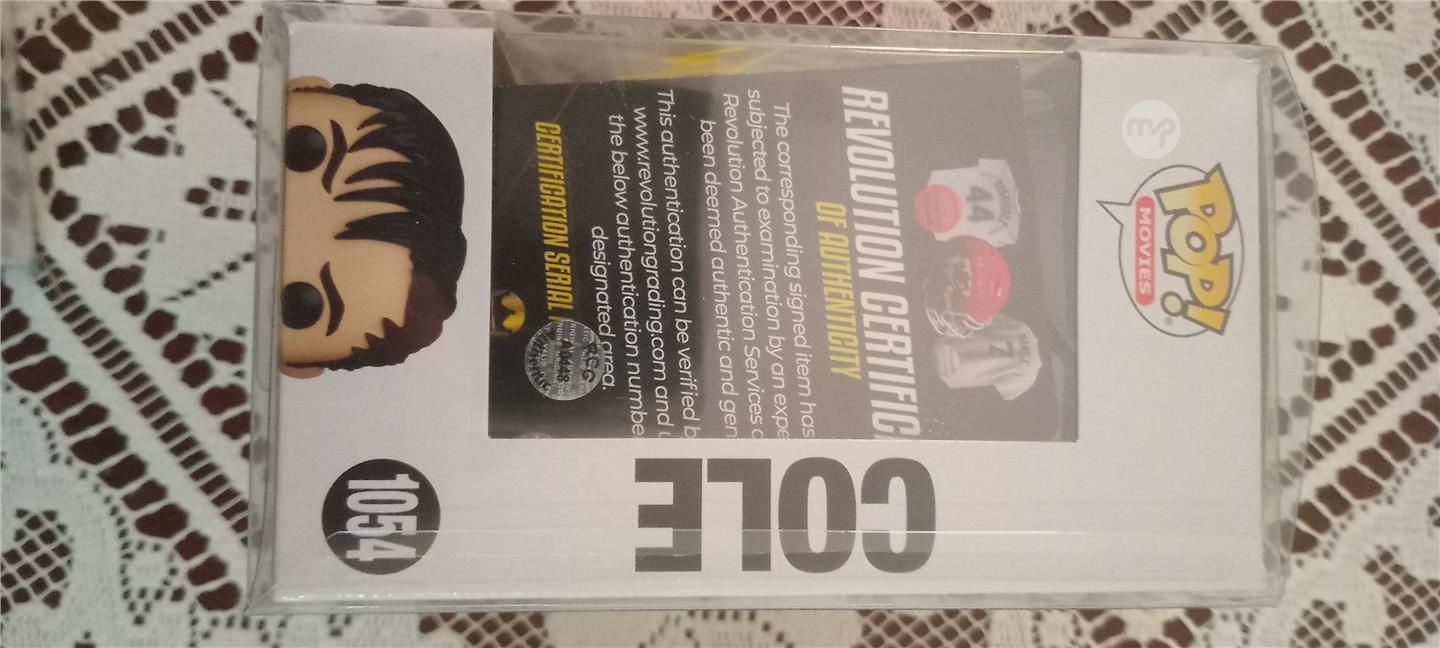 POP!
MOVIES
44
7
REVOLUTION CERTIFIC
OF AUTHENTICITY
The corresponding signed item has
subjected to examination by an expe
Revolution Authentication Services
been deemed authentic and gen
This authentication can be verified b
www.revolutiongrading.com and u
the below authentication numbe
designated area.
CERTIFICATION SERIAL
COLE
1054